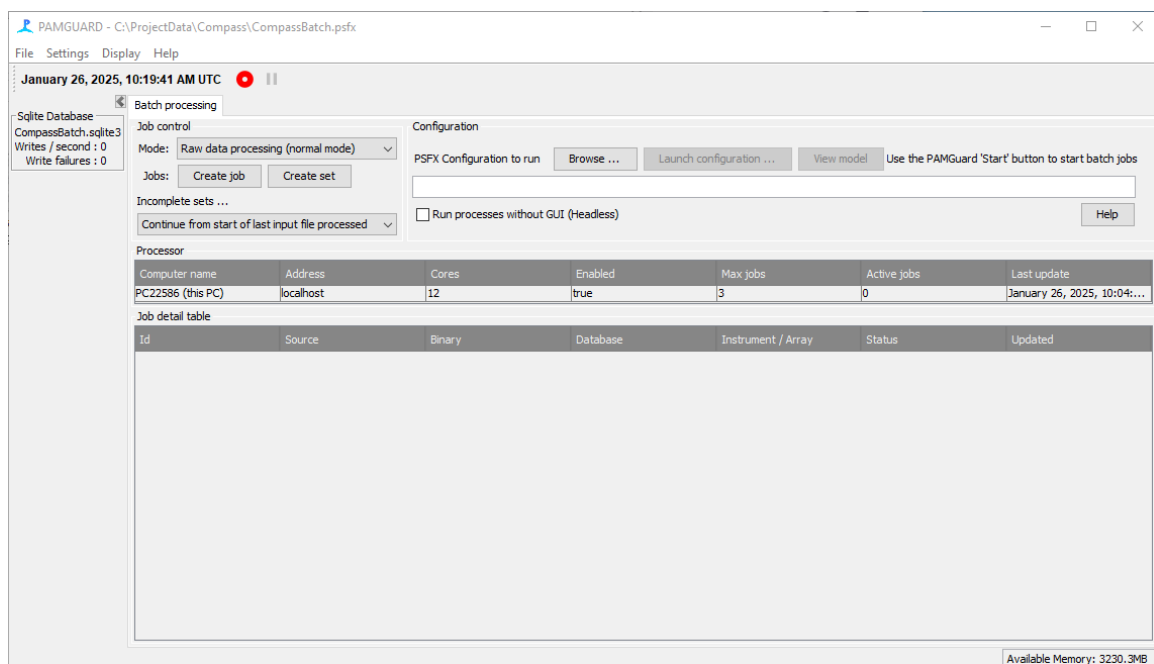 PAMGUARD - C:\ProjectData\Compass\CompassBatch.psfx
File Settings Display Help
January 26, 2025, 10:19:41 AM UTC
Sqlite Database
CompassBatch.sqlite3
Writes / second : 0
Write failures : 0
Batch processing
Job control
Mode: Raw data processing (normal mode)
Jobs: Create job Create set
Incomplete sets ...
Continue from start of last input file processed
Configuration
PSFX Configuration to run Browse ... Launch configuration ... View model Use the PAMGuard 'Start' button to start batch jobs
Run processes without GUI (Headless) Help
Processor
Computer name Address Cores Enabled Max jobs Active jobs Last update
PC22586 (this PC) localhost 12 true 3 0 January 26, 2025, 10:04:...
Job detail table
Id Source Binary Database Instrument / Array Status Updated
Available Memory: 3230.3MB